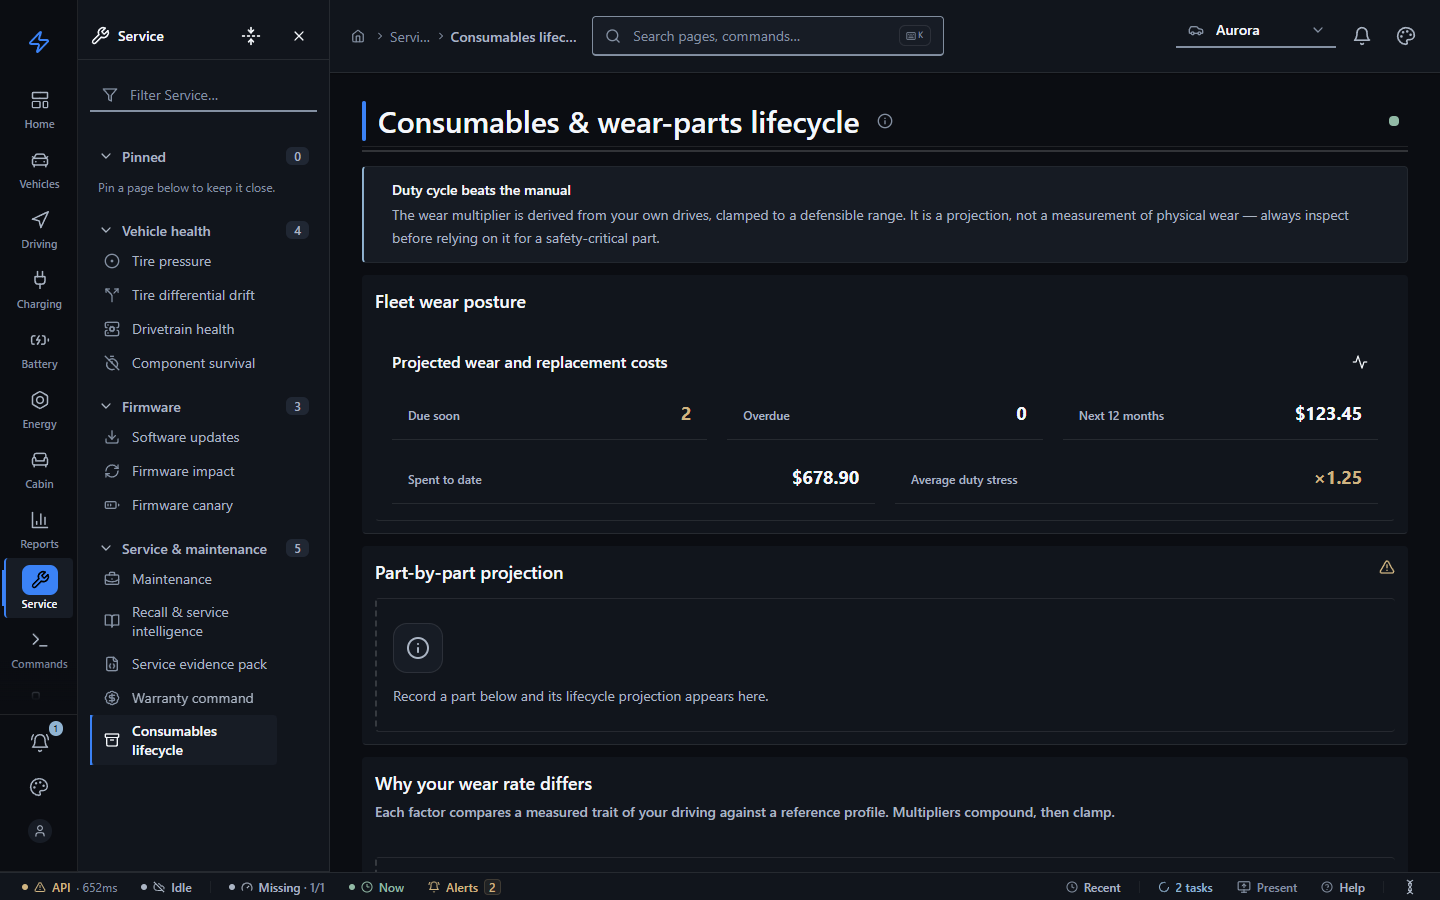 Service
Servi...
Consumables lifec...
Search pages, commands...
K
Aurora
Filter Service...
Home
Vehicles
Driving
Charging
Battery
Energy
Cabin
Reports
Service
Commands
1
Pinned
0
Pin a page below to keep it close.
Vehicle health
4
Tire pressure
Tire differential drift
Drivetrain health
Component survival
Firmware
3
Software updates
Firmware impact
Firmware canary
Service & maintenance
5
Maintenance
Recall & service
intelligence
Service evidence pack
Warranty command
Consumables
lifecycle
Consumables & wear-parts lifecycle
Duty cycle beats the manual
The wear multiplier is derived from your own drives, clamped to a defensible range. It is a projection, not a measurement of physical wear — always inspect
before relying on it for a safety-critical part.
Fleet wear posture
Projected wear and replacement costs
Due soon
2
Overdue
0
Next 12 months
$123.45
Spent to date
$678.90
Average duty stress
×1.25
Part-by-part projection
Record a part below and its lifecycle projection appears here.
Why your wear rate differs
Each factor compares a measured trait of your driving against a reference profile. Multipliers compound, then clamp.
API · 652ms
Idle
Missing · 1/1
Now
Alerts 2
Recent
2 tasks
Present
Help